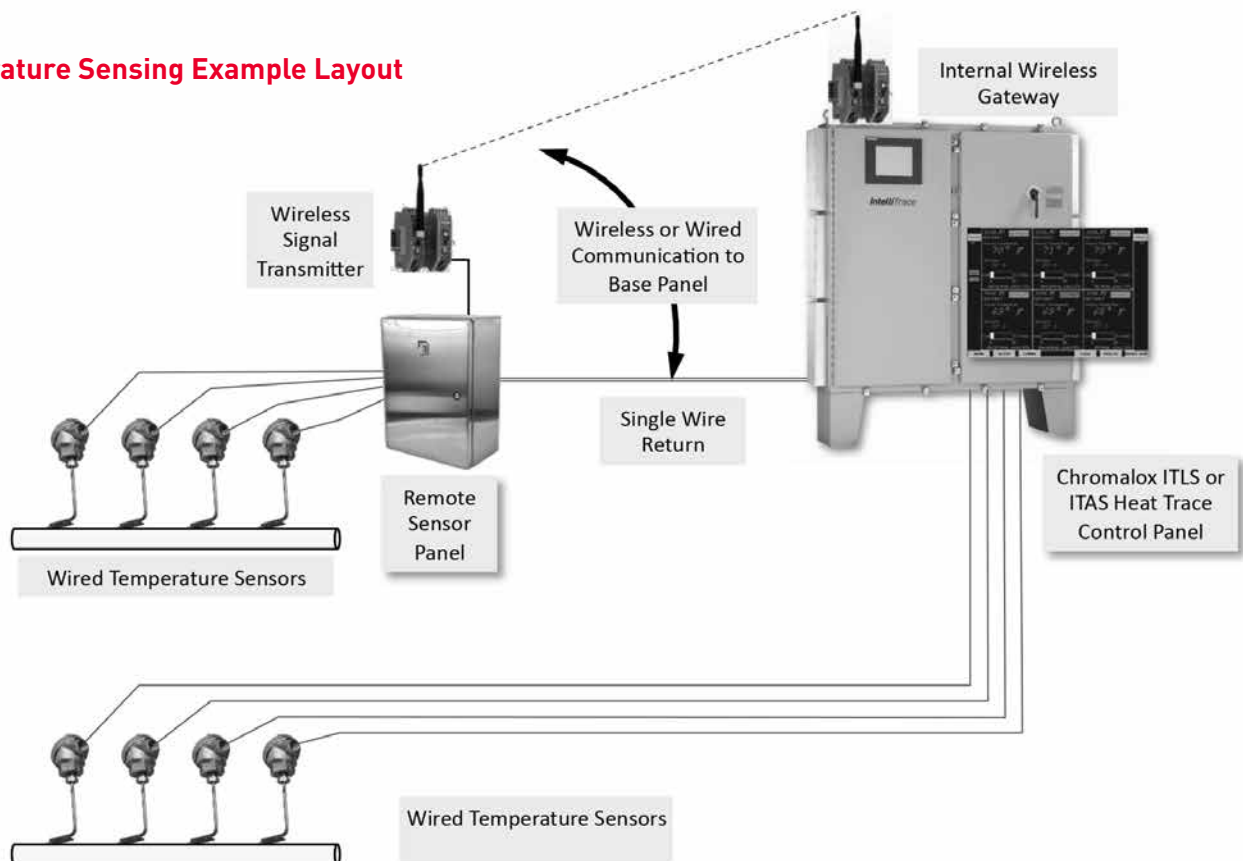 ature Sensing Example Layout
Internal Wireless
Gateway
Wireless
Signal
Transmitter
Wireless or Wired
Communication to
Base Panel
IntelliTrace
Single Wire
Return
Remote
Sensor
Panel
Chromalox ITLS or
ITAS Heat Trace
Control Panel
Wired Temperature Sensors
Wired Temperature Sensors